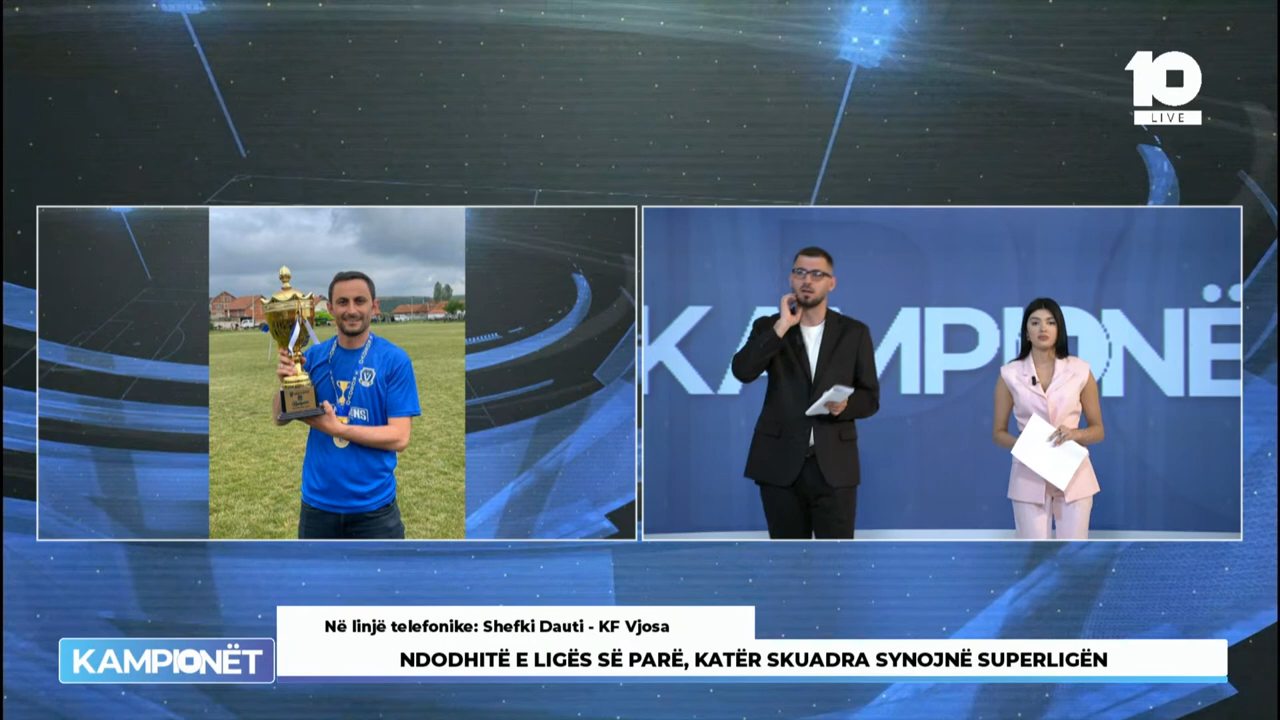 10
LIVE
KAMPIONË
Në linjë telefonike: Shefki Dauti - KF Vjosa
KAMPIONËT
NDODHITË E LIGËS SË PARË, KATËR SKUADRA SYNOJNË SUPERLIGËN